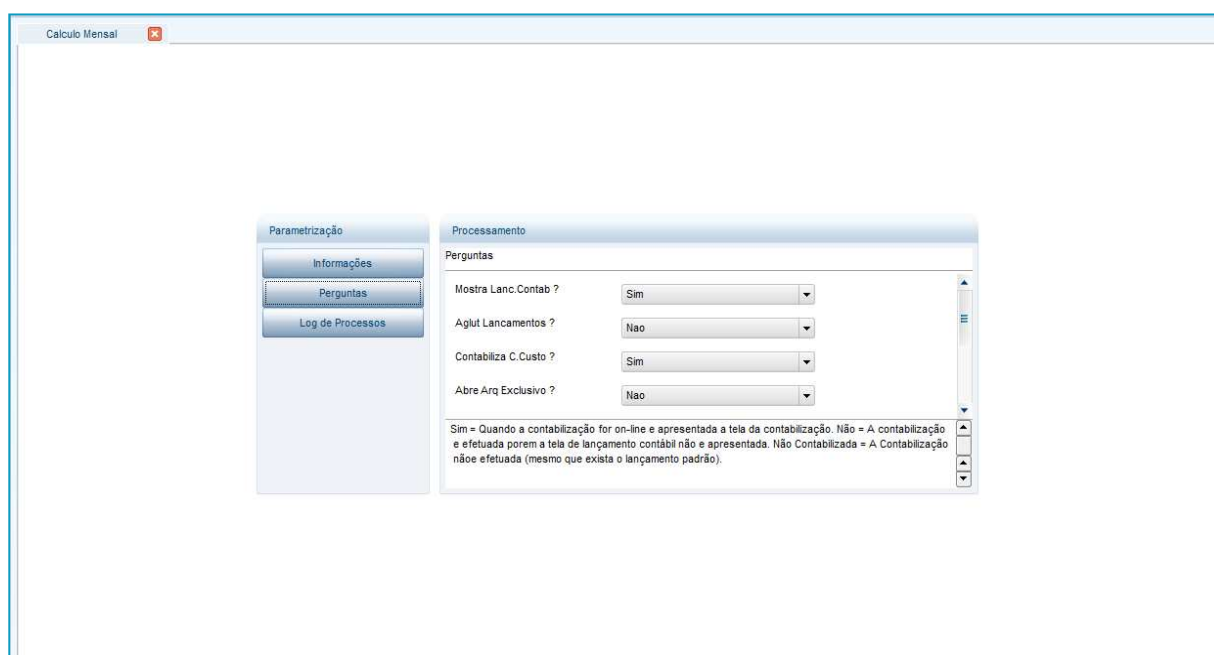 Calculo Mensal
Parametrização
Informações
Perguntas
Log de Processos
Processamento
Perguntas
Mostra Lanc.Contab ? Sim
Aglut Lancamentos ? Nao
Contabiliza C.Custo ? Sim
Abre Arq Exclusivo ? Nao
Sim = Quando a contabilização for on-line e apresentada a tela da contabilização. Não = A contabilização
e efetuada porem a tela de lançamento contábil não e apresentada. Não Contabilizada = A Contabilização
nãoe efetuada (mesmo que exista o lançamento padrão).